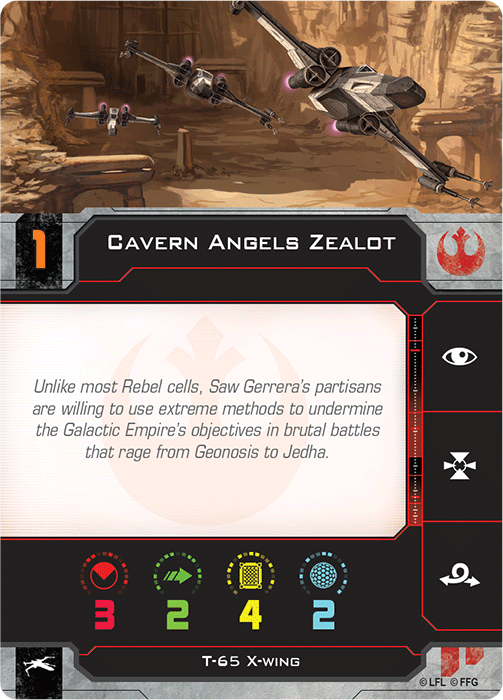 1
Cavern Angels Zealot
Unlike most Rebel cells, Saw Gerrera's partisans
are willing to use extreme methods to undermine
the Galactic Empire's objectives in brutal battles
that rage from Geonosis to Jedha.
3 2 4 2
T-65 X-wing
© LFL © FFG